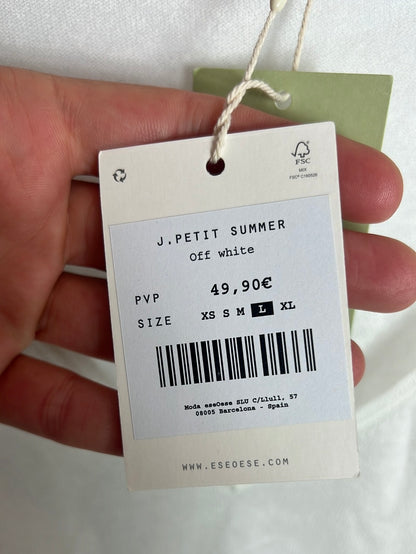 FSC
MIX
J.PETIT SUMMER
Off white
PVP 49,90€
SIZE XS S M L XL
Moda eseOese SLU C/Llull, 57
08005 Barcelona - Spain
WWW.ESEOESE.COM